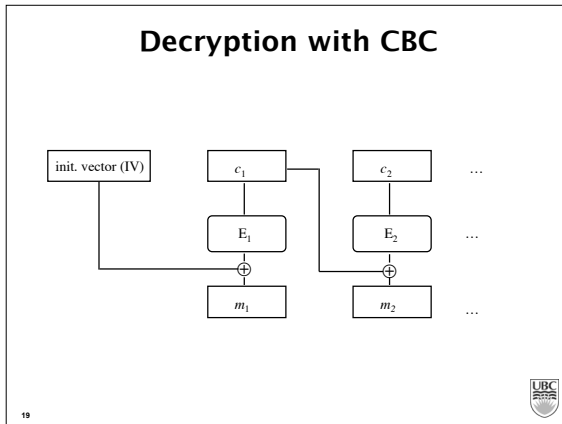 Decryption with CBC
init. vector (IV) c₁ c₂ ...
E₁ E₂ ...
m₁ m₂ ...
19
UBC